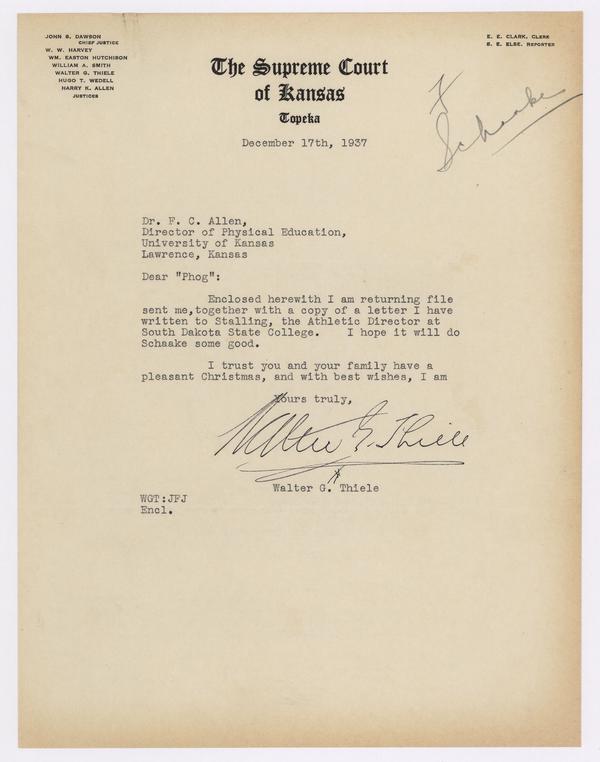 JOHN S. DAWSON
CHIEF JUSTICE
W. W. HARVEY
WM. EASTON HUTCHISON
WILLIAM A. SMITH
WALTER G. THIELE
HUGO T. WEDELL
HARRY K. ALLEN
JUSTICES
E. E. CLARK, CLERK
S. E. ELSE, REPORTER
The Supreme Court
of Kansas
Topeka
Schaake
December 17th, 1937
Dr. F. C. Allen,
Director of Physical Education,
University of Kansas
Lawrence, Kansas
Dear "Phog":
Enclosed herewith I am returning file
sent me, together with a copy of a letter I have
written to Stalling, the Athletic Director at
South Dakota State College. I hope it will do
Schaake some good.
I trust you and your family have a
pleasant Christmas, and with best wishes, I am
Yours truly,
Walter G. Thiele
Walter G. Thiele
WGT:JFJ
Encl.